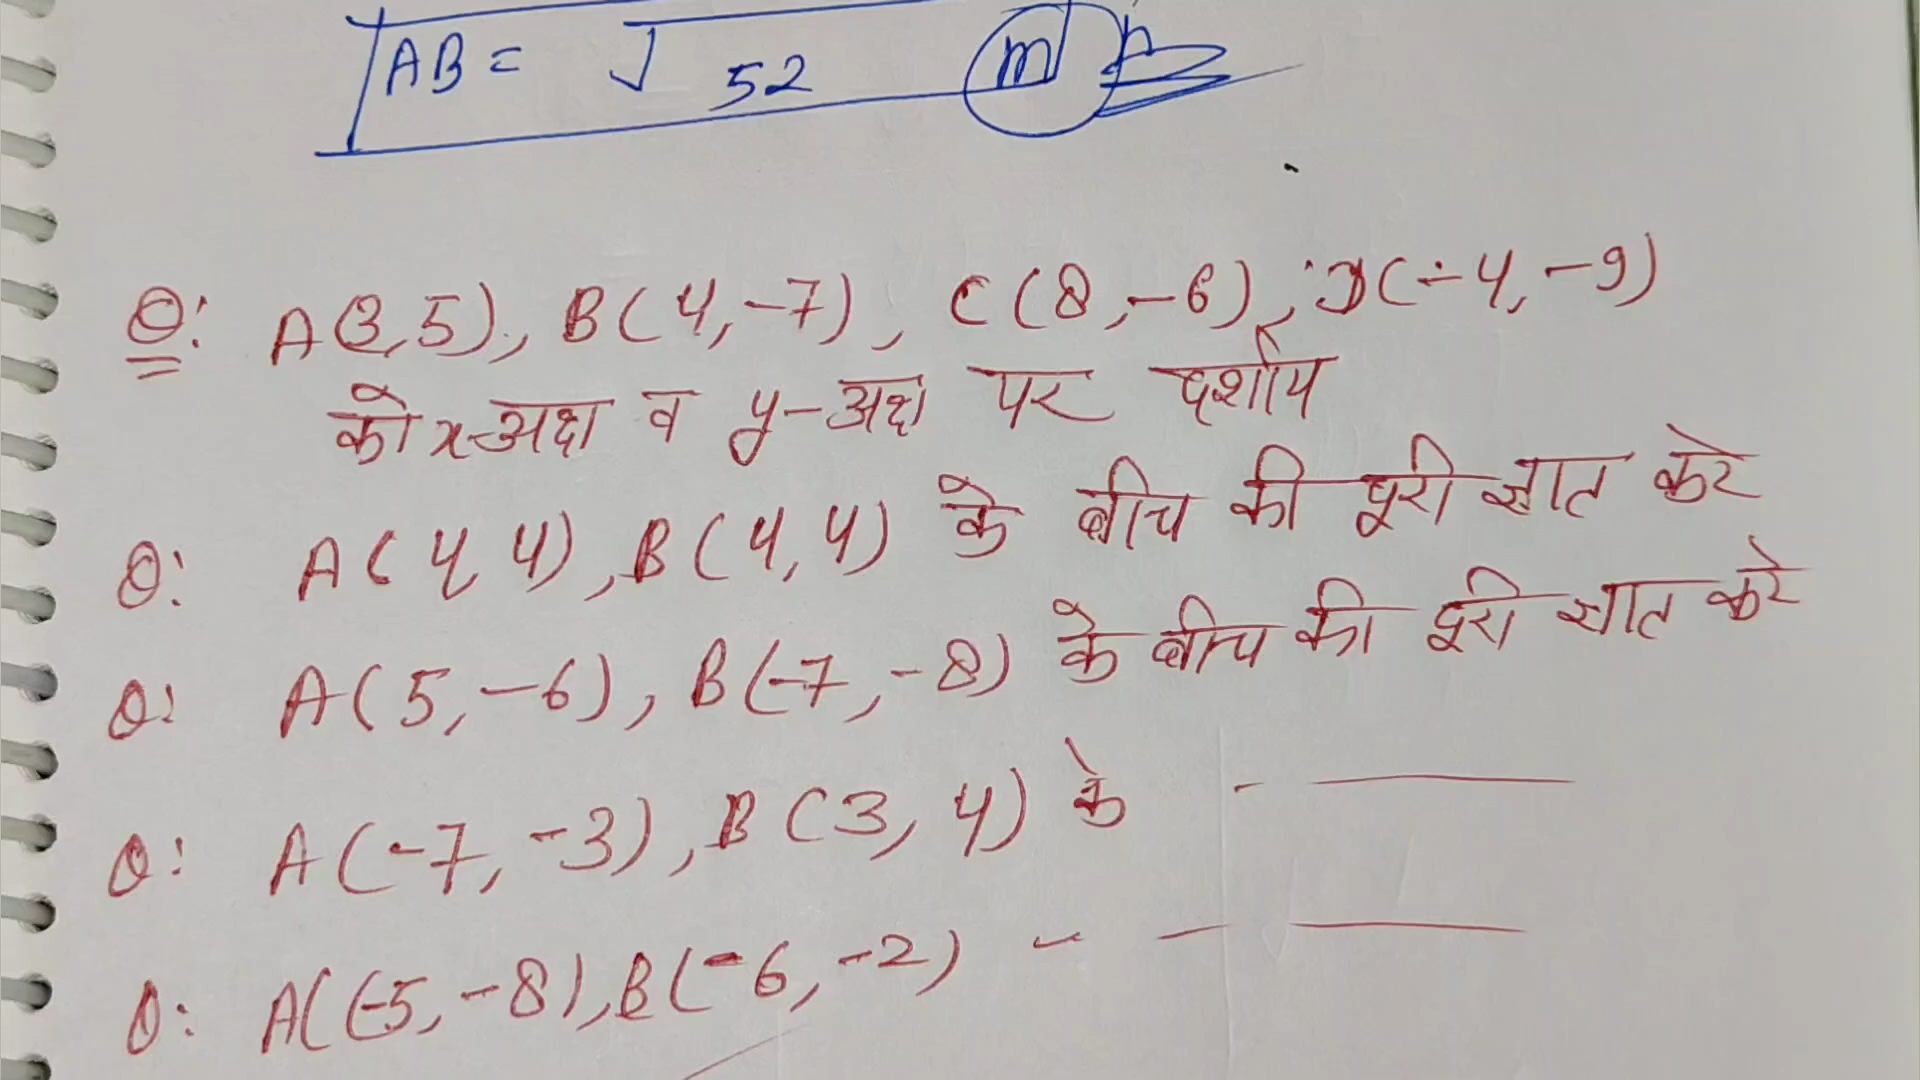 AB = √52
Q: A(3,5), B(4,-7), C(8,-6), D(-4,-9)
को x-अक्ष व y-अक्ष पर दर्शाय
Q: A(4,4), B(4,4) के बीच की दूरी ज्ञात करे
Q: A(5,-6), B(-7,-8) के बीच की दूरी ज्ञात करे
Q: A(-7,-3), B(3,4) के - ———
Q: A(-5,-8), B(-6,-2) - - ———